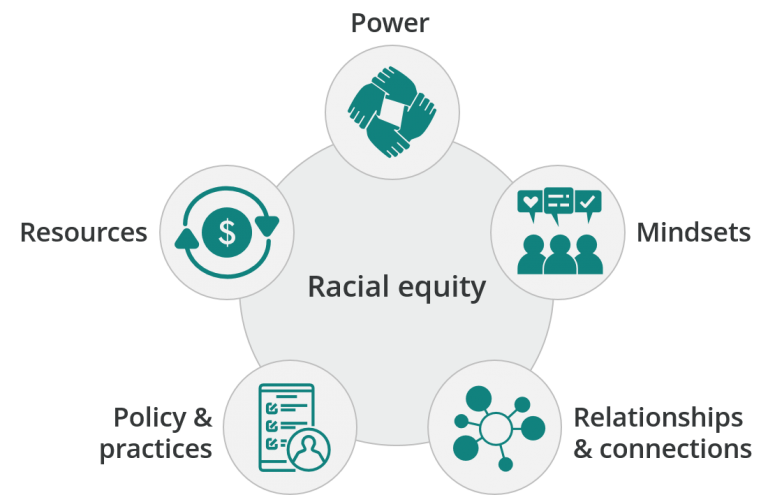 Power
Resources
$
Mindsets
Racial equity
Policy &
practices
Relationships
& connections